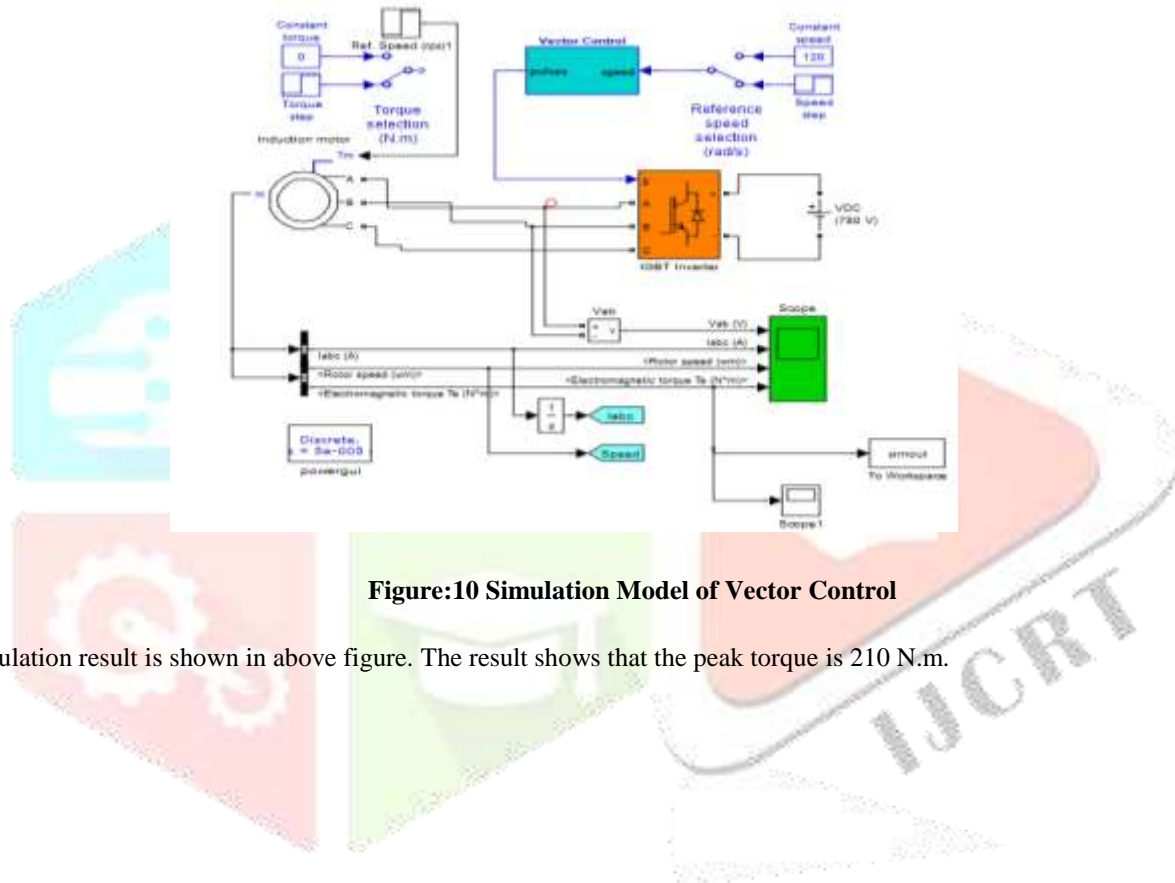 Constant
torque
0
Torque
step
Ref. Speed (rps)1
Torque
selection
(N.m)
Vector Control
pulses
speed
Constant
speed
120
Speed
step
Reference
speed
selection
(rad/s)
Induction motor
Tm
m
A
B
C
A
B
C
+
-
IGBT Inverter
+
VDC
(780 V)
Vab
+
-
v
Vab (V)
Iabc (A)
<Rotor speed (wm)>
<Electromagnetic torque Te (N*m)>
Scope
Iabc (A)
<Rotor speed (wm)>
<Electromagnetic torque Te (N*m)>
1
z
Iabc
Speed
Discrete,
powergui
To Workspace
Scope1
Figure:10 Simulation Model of Vector Control
ulation result is shown in above figure. The result shows that the peak torque is 210 N.m.
IJCRT